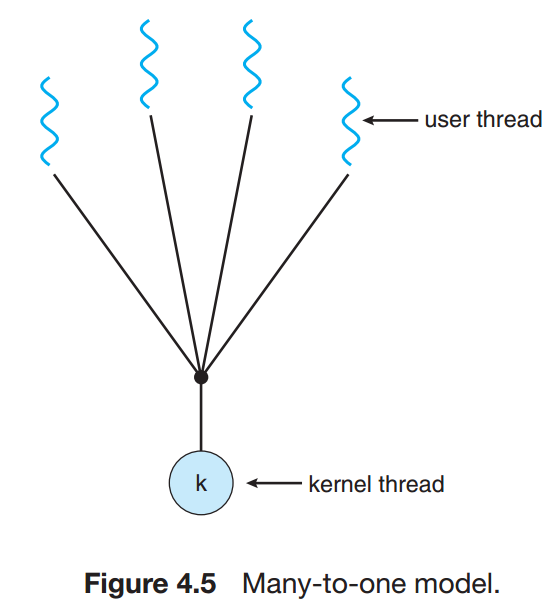 user thread
k
kernel thread
Figure 4.5 Many-to-one model.